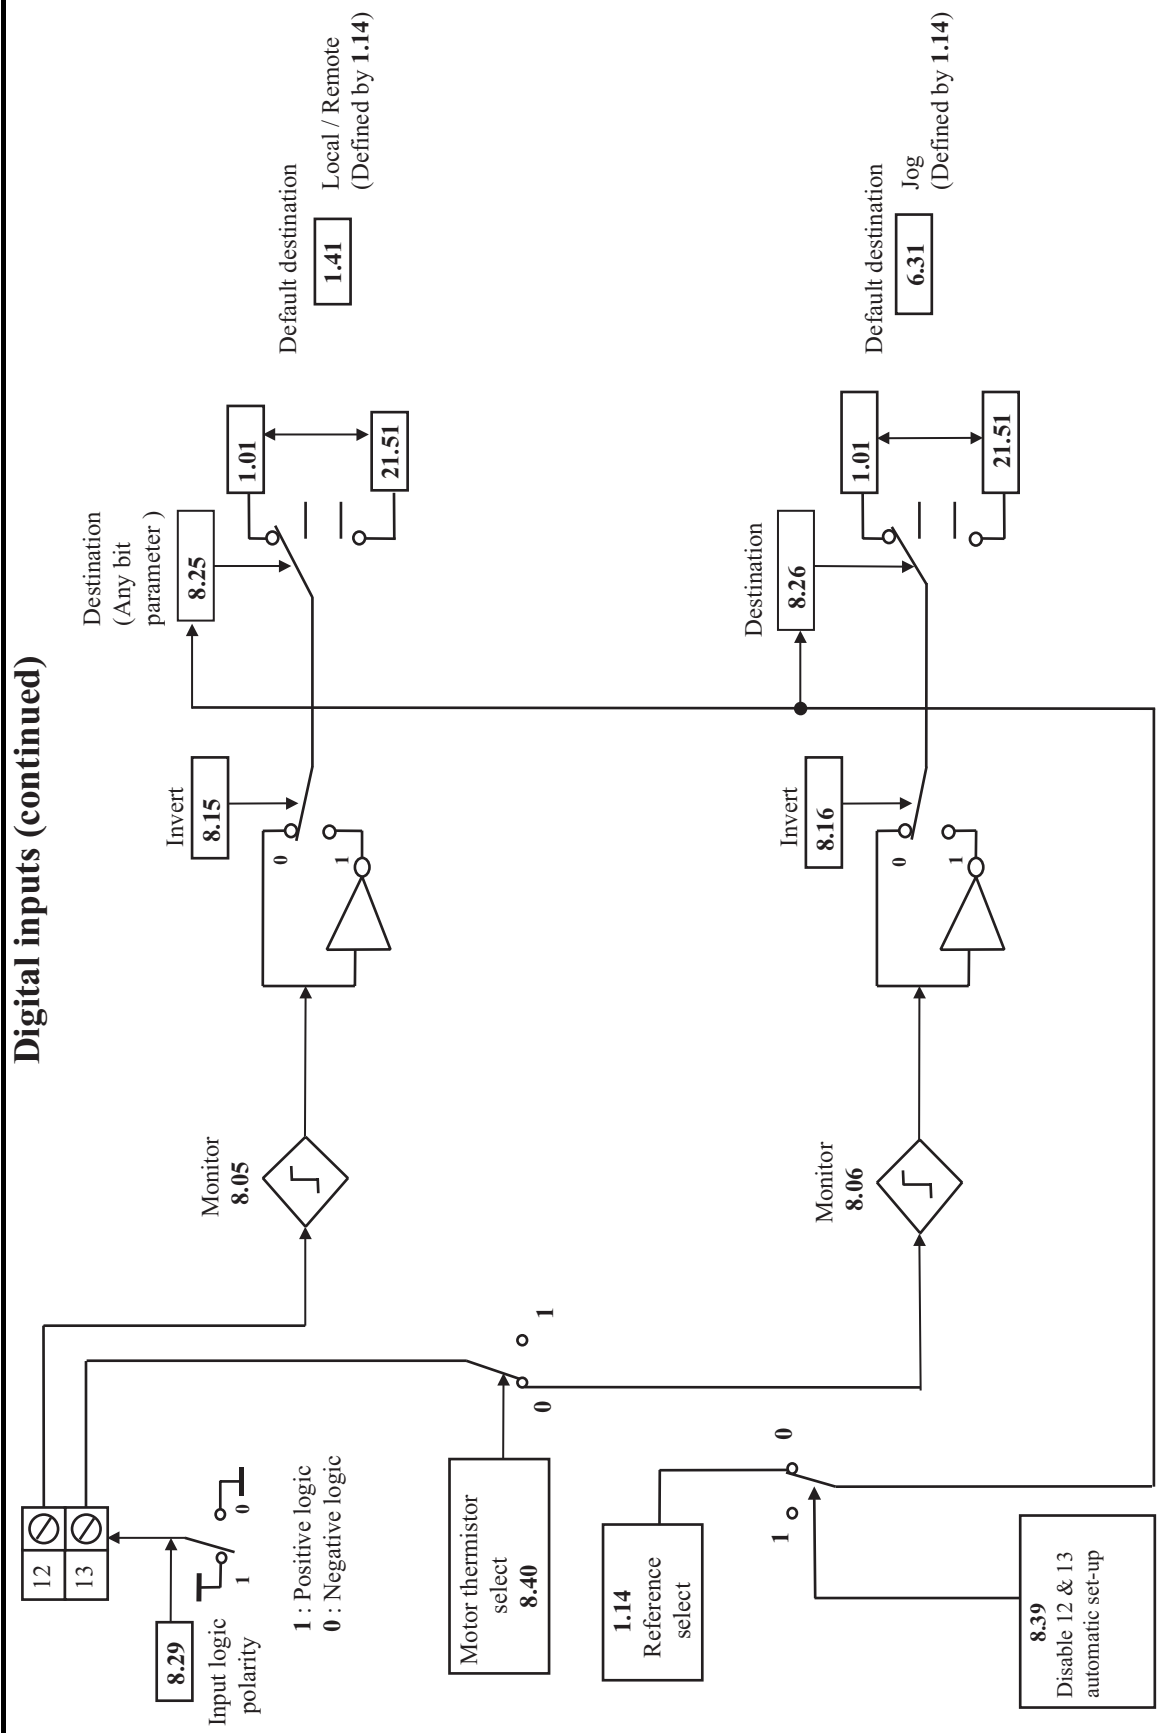 Digital inputs (continued)
12
13
8.29
Input logic
polarity
1
0
1 : Positive logic
0 : Negative logic
Monitor
8.05
Invert
8.15
0
1
Destination
(Any bit
parameter )
8.25
1.01
21.51
Default destination
1.41
Local / Remote
(Defined by 1.14)
Motor thermistor
select
8.40
0
1
Monitor
8.06
Invert
8.16
0
1
Destination
8.26
1.01
21.51
Default destination
6.31
Jog
(Defined by 1.14)
1.14
Reference
select
1
0
8.39
Disable 12 & 13
automatic set-up